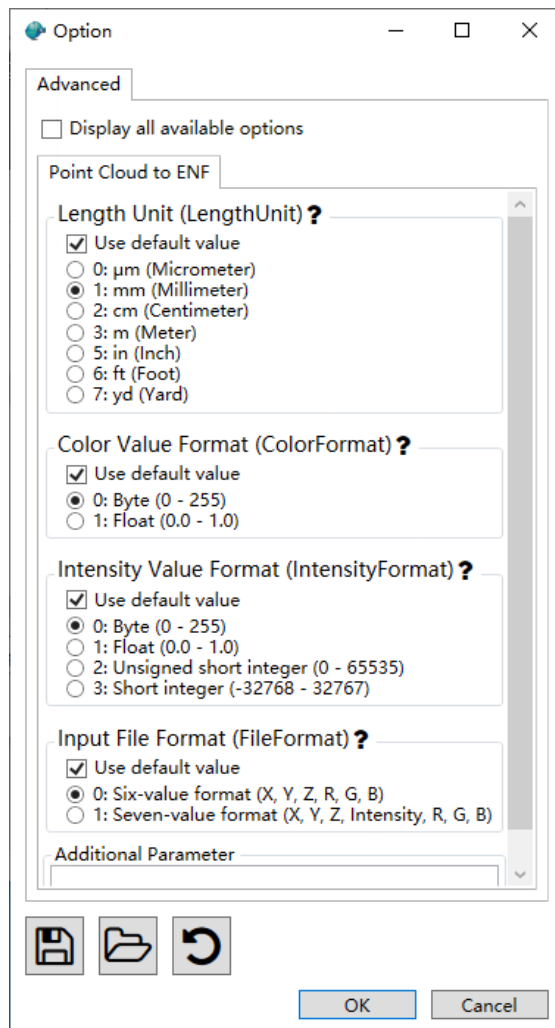 Option
Advanced
Display all available options
Point Cloud to ENF
Length Unit (LengthUnit) ?
Use default value
0: µm (Micrometer)
1: mm (Millimeter)
2: cm (Centimeter)
3: m (Meter)
5: in (Inch)
6: ft (Foot)
7: yd (Yard)
Color Value Format (ColorFormat) ?
Use default value
0: Byte (0 - 255)
1: Float (0.0 - 1.0)
Intensity Value Format (IntensityFormat) ?
Use default value
0: Byte (0 - 255)
1: Float (0.0 - 1.0)
2: Unsigned short integer (0 - 65535)
3: Short integer (-32768 - 32767)
Input File Format (FileFormat) ?
Use default value
0: Six-value format (X, Y, Z, R, G, B)
1: Seven-value format (X, Y, Z, Intensity, R, G, B)
Additional Parameter
OK Cancel